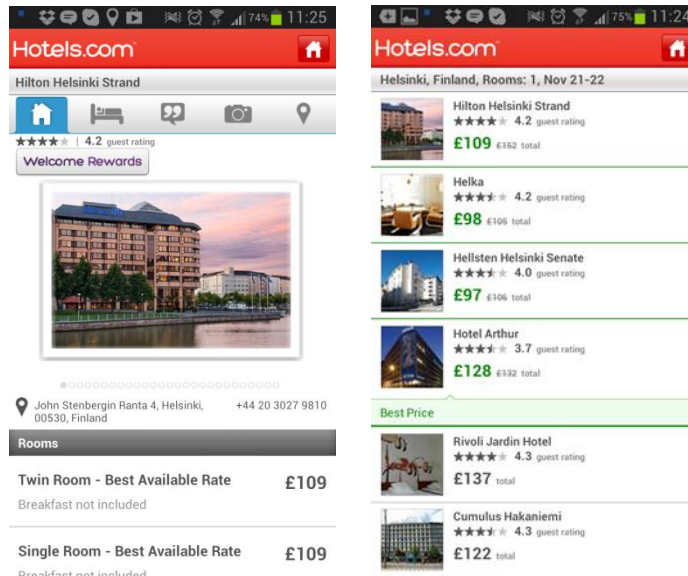 74% 11:25
Hotels.com
Hilton Helsinki Strand
4.2 guest rating
Welcome Rewards
John Stenbergin Ranta 4, Helsinki, +44 20 3027 9810
00530, Finland
Rooms
Twin Room - Best Available Rate £109
Breakfast not included
Single Room - Best Available Rate £109
Breakfast not included
75% 11:24
Hotels.com
Helsinki, Finland, Rooms: 1, Nov 21-22
Hilton Helsinki Strand
4.2 guest rating
£109 £152 total
Helka
4.2 guest rating
£98 £105 total
Hellsten Helsinki Senate
4.0 guest rating
£97 £106 total
Hotel Arthur
3.7 guest rating
£128 £132 total
Best Price
Rivoli Jardin Hotel
4.3 guest rating
£137 total
Cumulus Hakaniemi
4.3 guest rating
£122 total